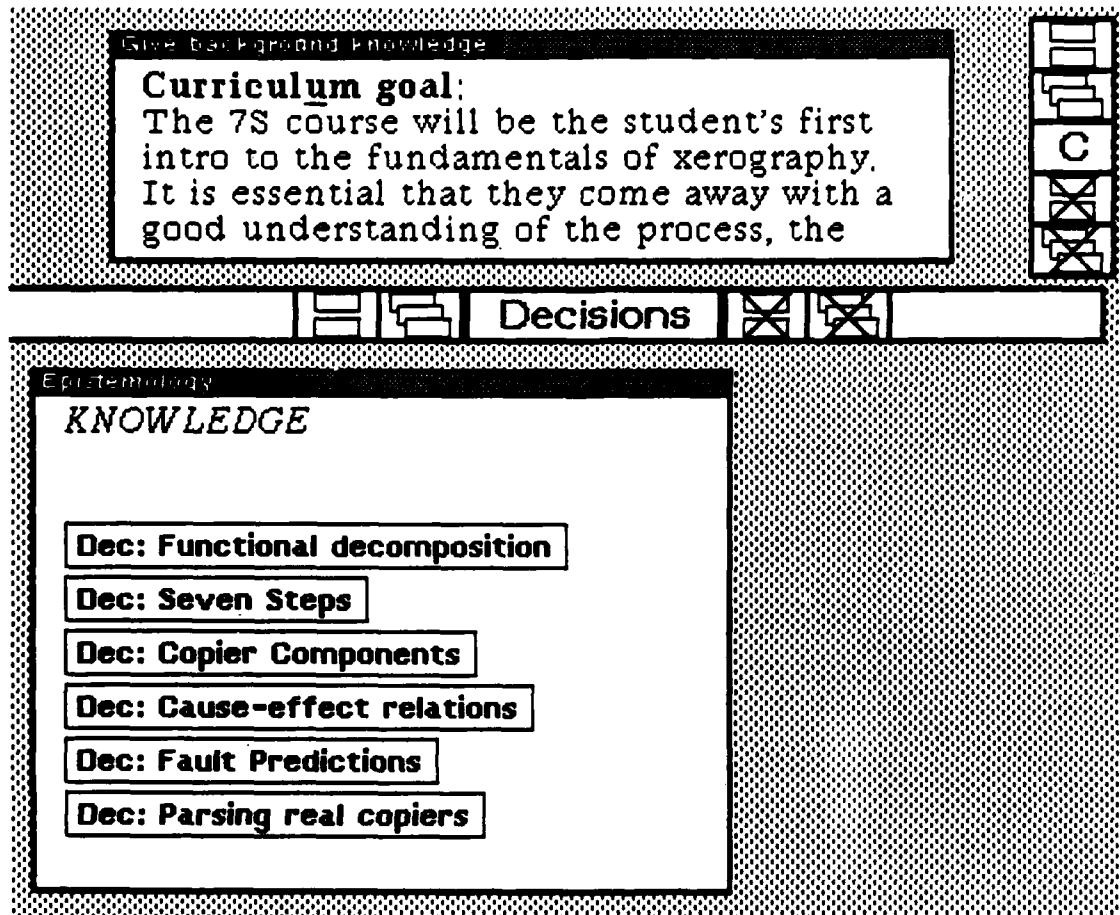 Give background knowledge
Curriculum goal:
The 7S course will be the student's first
intro to the fundamentals of xerography.
It is essential that they come away with a
good understanding of the process, the
C
Decisions
Epistemology
KNOWLEDGE
Dec: Functional decomposition
Dec: Seven Steps
Dec: Copier Components
Dec: Cause-effect relations
Dec: Fault Predictions
Dec: Parsing real copiers